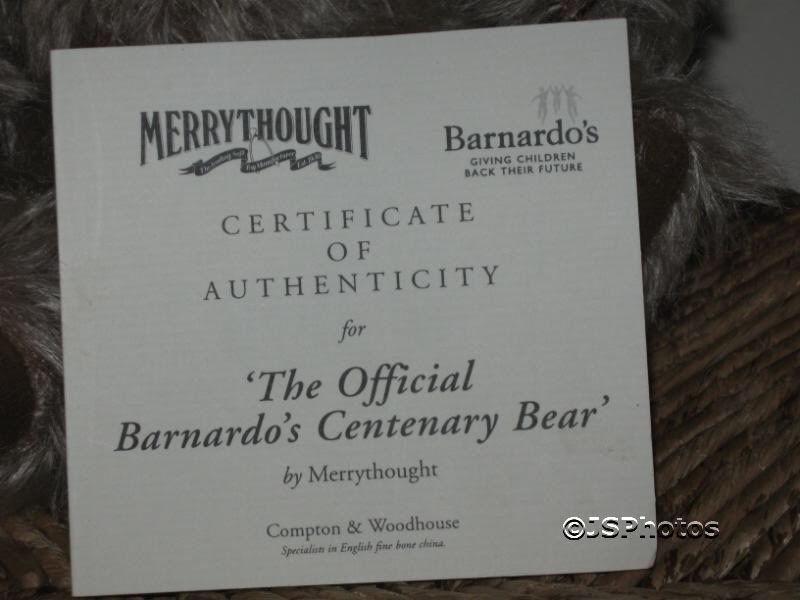 MERRYTHOUGHT
Barnardo's
GIVING CHILDREN
BACK THEIR FUTURE
CERTIFICATE
OF
AUTHENTICITY
for
‘The Official
Barnardo’s Centenary Bear’
by Merrythought
Compton & Woodhouse
Specialists in English fine bone china.
©JSPhotos